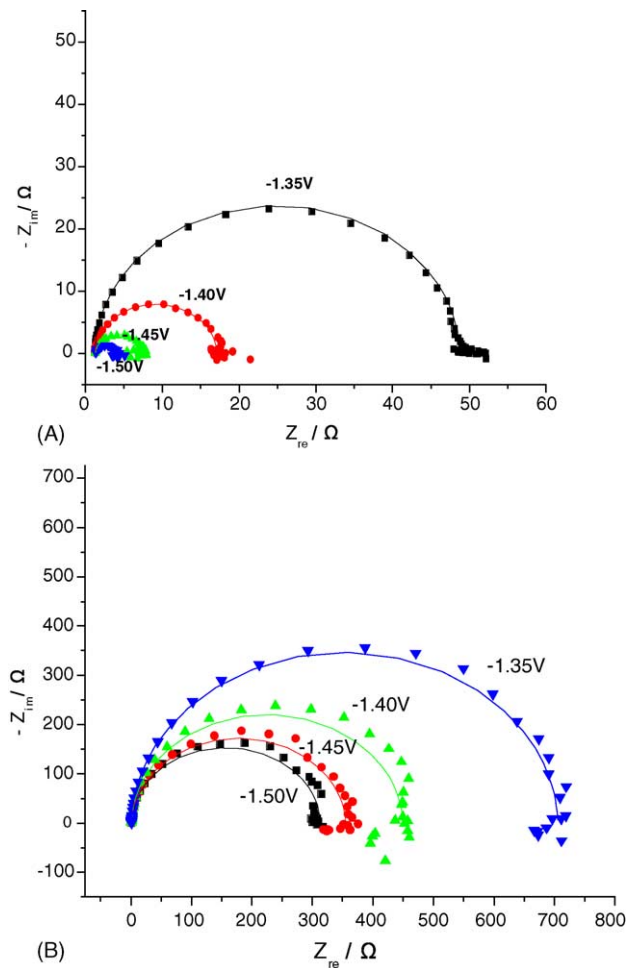 50
40
30
20
10
0
- Z_im / Ω
-1.35V
-1.40V
-1.45V
-1.50V
0 10 20 30 40 50 60
(A)
Z_re / Ω
700
600
500
400
300
200
100
0
-100
- Z_im / Ω
-1.35V
-1.40V
-1.45V
-1.50V
0 100 200 300 400 500 600 700 800
(B)
Z_re / Ω